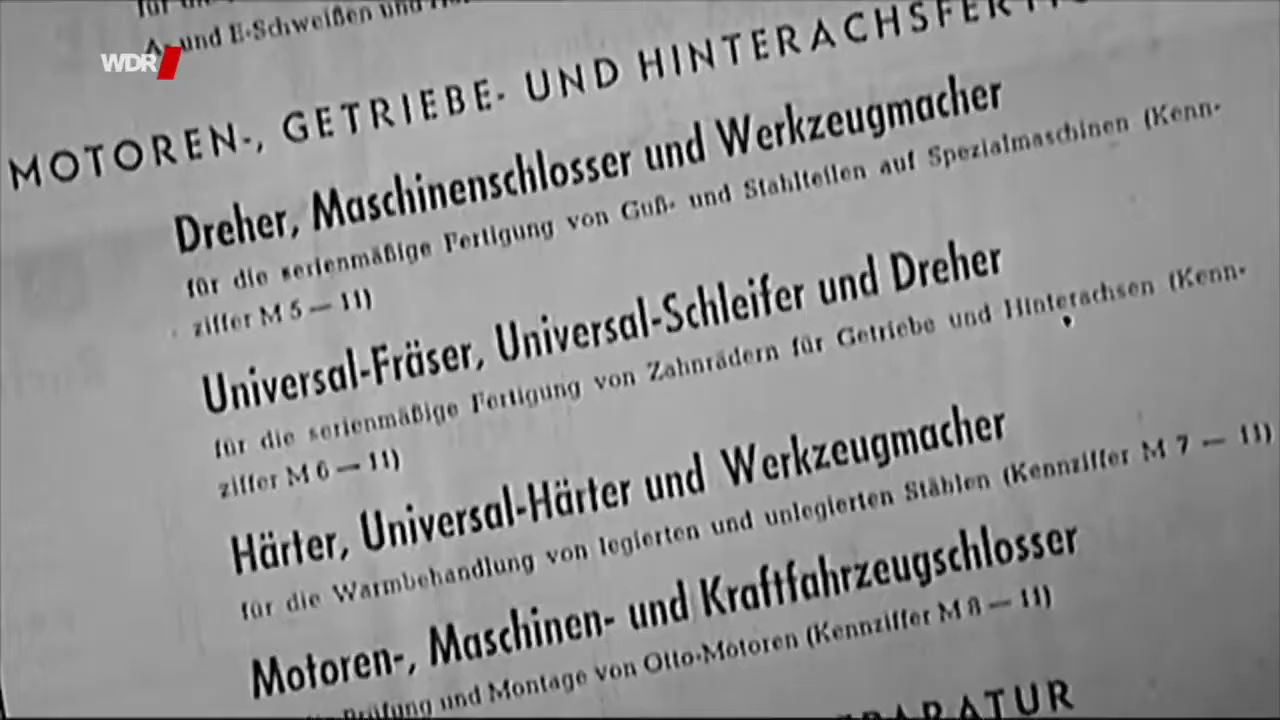 A- und E-Schweißen und
WDR
MOTOREN-, GETRIEBE- UND
Dreher, Maschinenschlosser und Werkzeugmacher
für die serienmäßige Fertigung von Guß- und Stahlteilen auf Spezialmaschinen (Kenn-
ziffer M 5 — 11)
Universal-Fräser, Universal-Schleifer und Dreher
für die serienmäßige Fertigung von Zahnrädern für Getriebe und Hinterachsen (Kenn-
ziffer M 6 — 11)
Härter, Universal-Härter und Werkzeugmacher
für die Warmbehandlung von legierten und unlegierten Stählen (Kennziffer M 7 — 11)
Motoren-, Maschinen- und Kraftfahrzeugschlosser
Prüfung und Montage von Otto-Motoren (Kennziffer M 8 — 11)